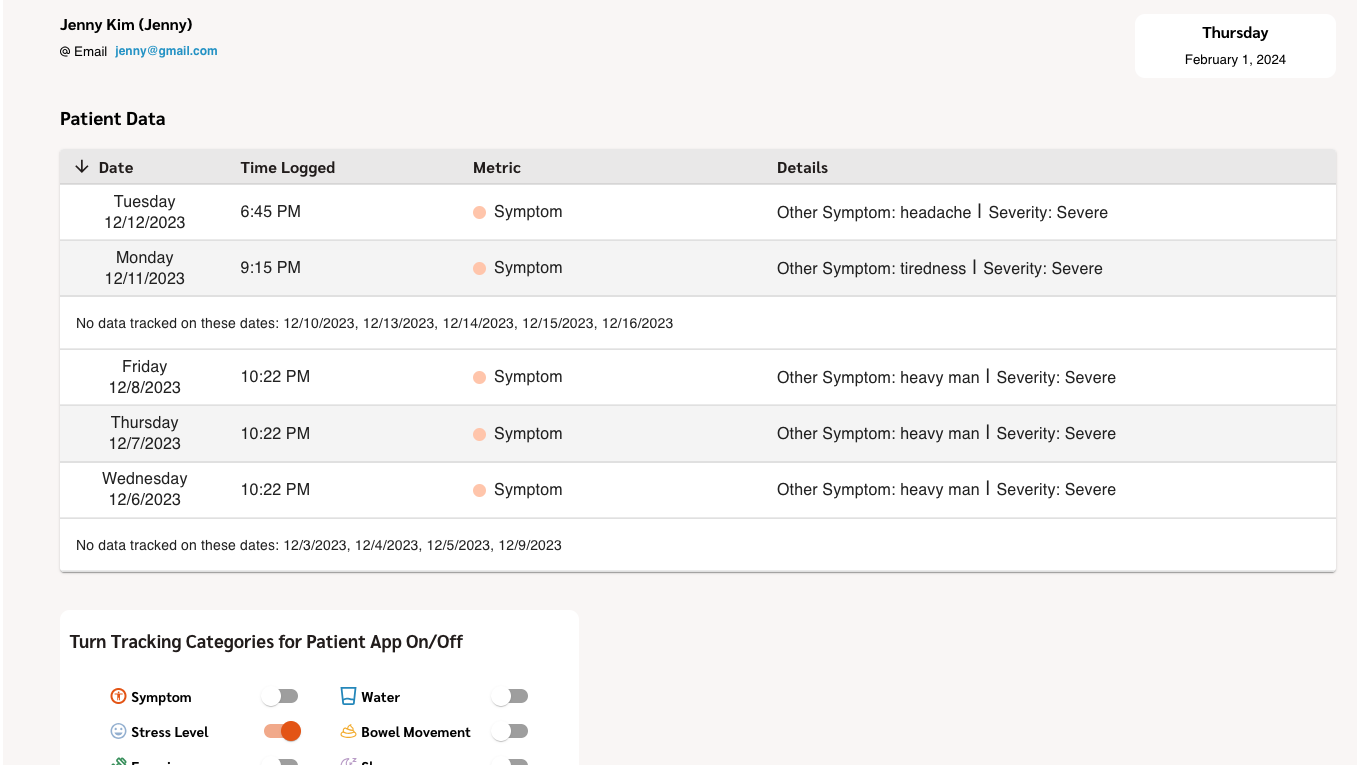 Jenny Kim (Jenny)
@ Email jenny@gmail.com
Thursday
February 1, 2024
Patient Data
Date Time Logged Metric Details
Tuesday
12/12/2023 6:45 PM Symptom Other Symptom: headache | Severity: Severe
Monday
12/11/2023 9:15 PM Symptom Other Symptom: tiredness | Severity: Severe
No data tracked on these dates: 12/10/2023, 12/13/2023, 12/14/2023, 12/15/2023, 12/16/2023
Friday
12/8/2023 10:22 PM Symptom Other Symptom: heavy man | Severity: Severe
Thursday
12/7/2023 10:22 PM Symptom Other Symptom: heavy man | Severity: Severe
Wednesday
12/6/2023 10:22 PM Symptom Other Symptom: heavy man | Severity: Severe
No data tracked on these dates: 12/3/2023, 12/4/2023, 12/5/2023, 12/9/2023
Turn Tracking Categories for Patient App On/Off
Symptom Water
Stress Level Bowel Movement